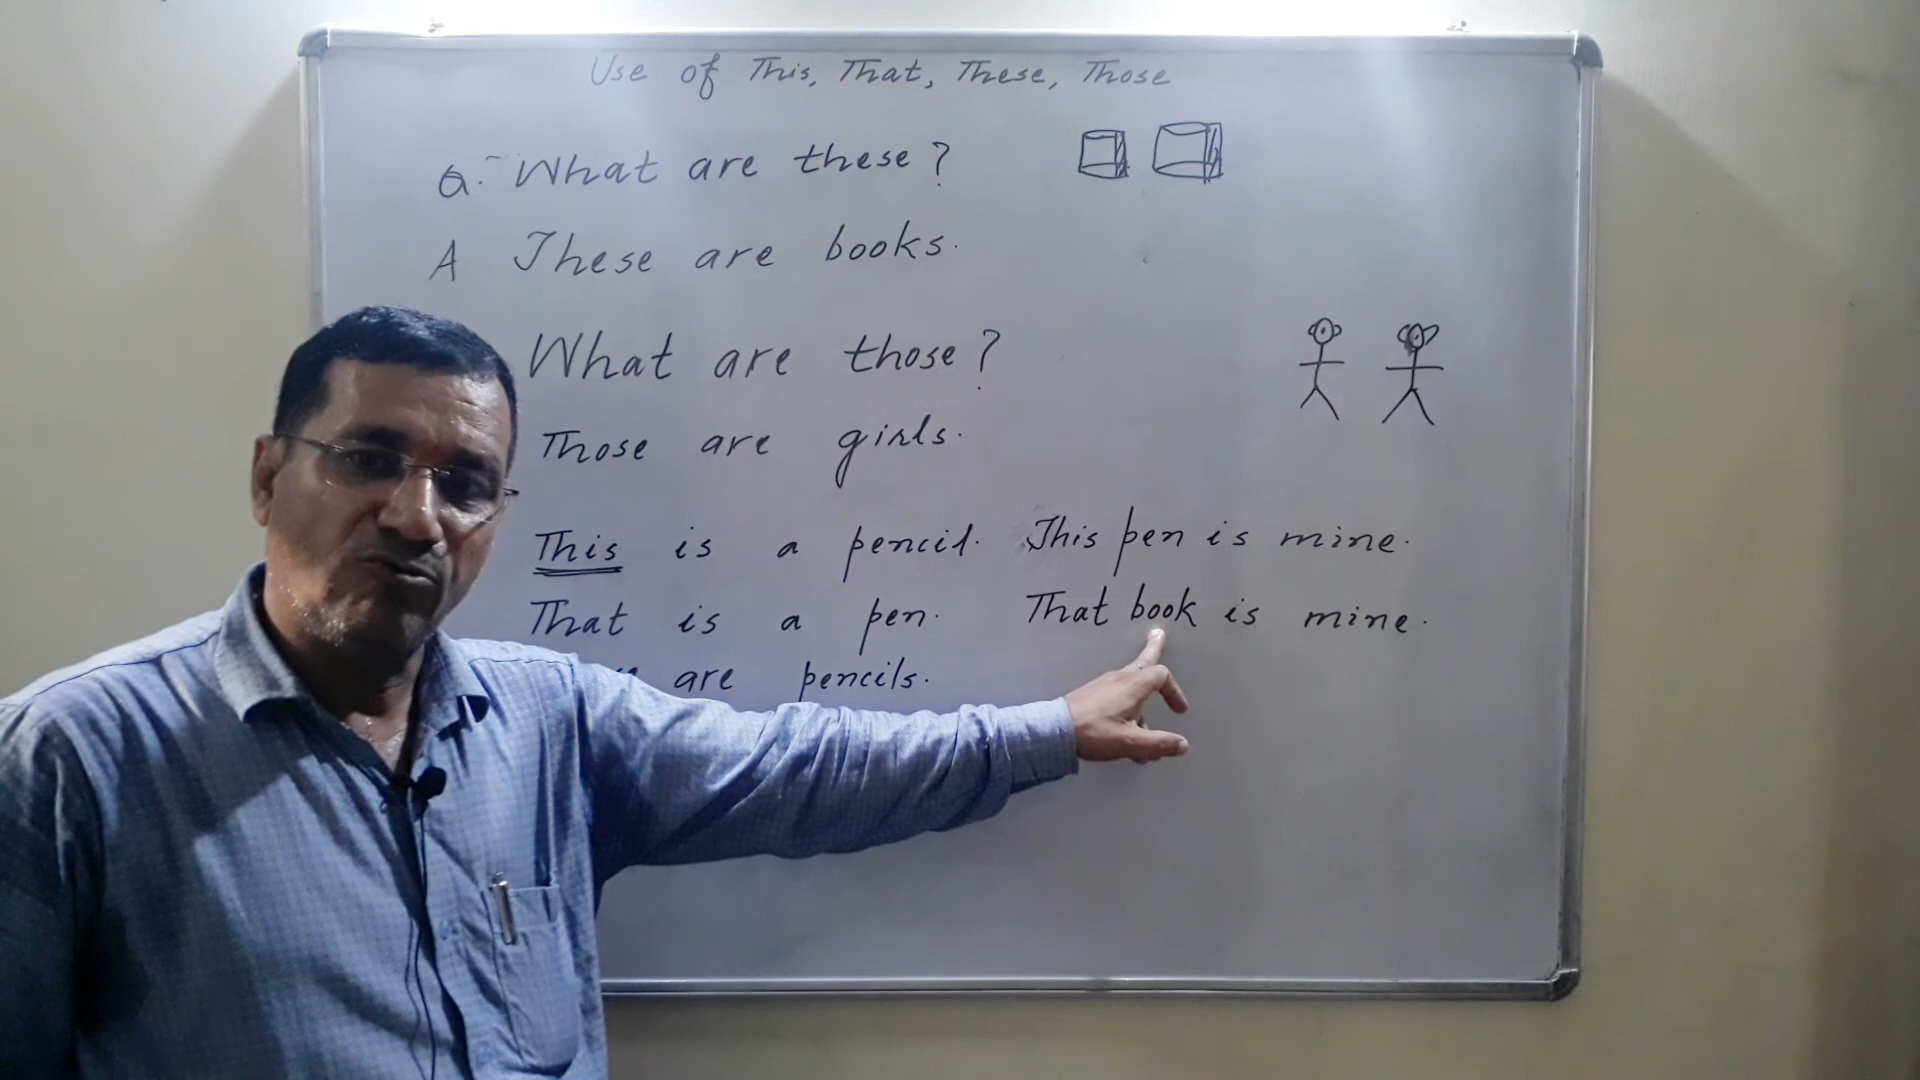 Use of This, That, These, Those
Q. What are these?
A These are books.
What are those?
Those are girls.
This is a pencil. This pen is mine.
That is a pen. That book is mine.
are pencils.